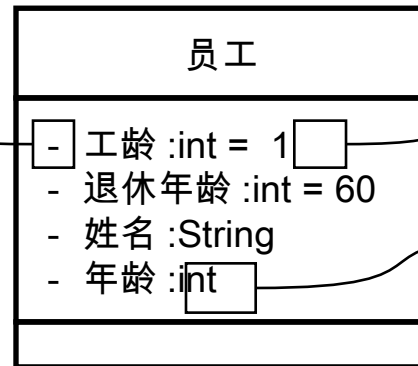 员工
- 工龄 :int =  1
- 退休年龄 :int = 60
- 姓名 :String
- 年龄 :int